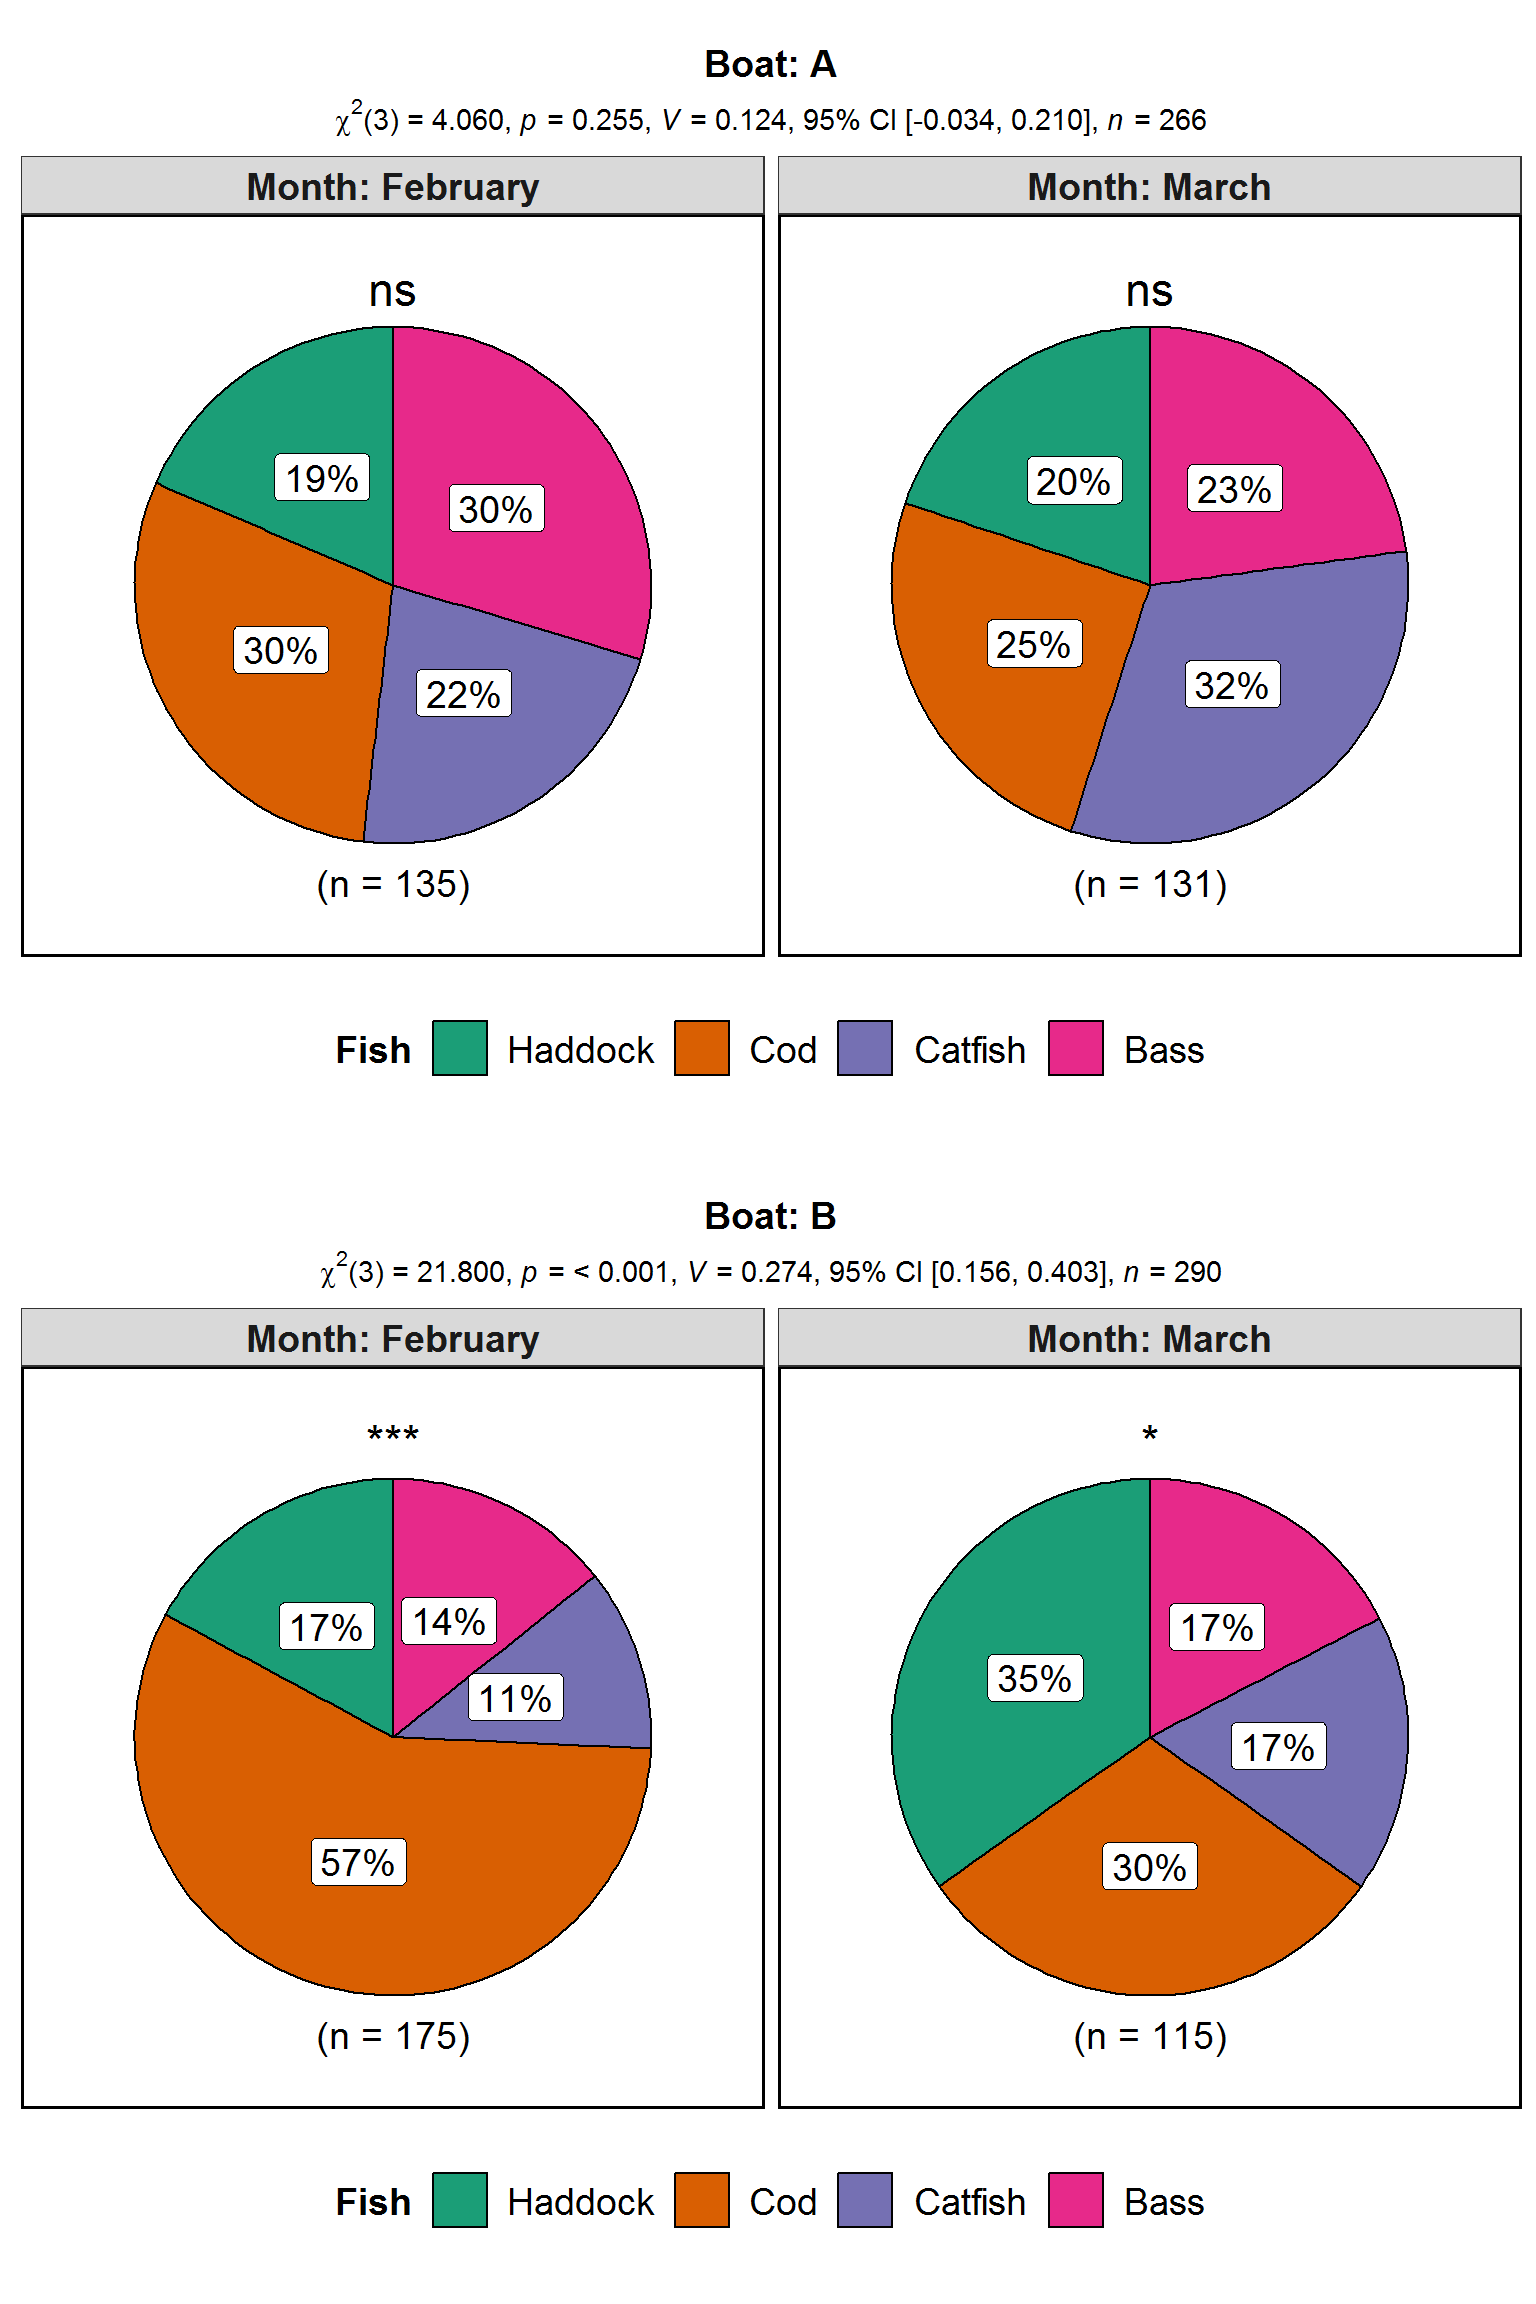 Boat: A
χ²(3) = 4.060, p = 0.255, V = 0.124, 95% CI [-0.034, 0.210], n = 266
Month: February
Month: March
ns
ns
19%
30%
30%
22%
20%
23%
25%
32%
(n = 135)
(n = 131)
Fish Haddock Cod Catfish Bass
Boat: B
χ²(3) = 21.800, p = < 0.001, V = 0.274, 95% CI [0.156, 0.403], n = 290
Month: February
Month: March
***
*
17%
14%
11%
57%
17%
35%
17%
30%
(n = 175)
(n = 115)
Fish Haddock Cod Catfish Bass